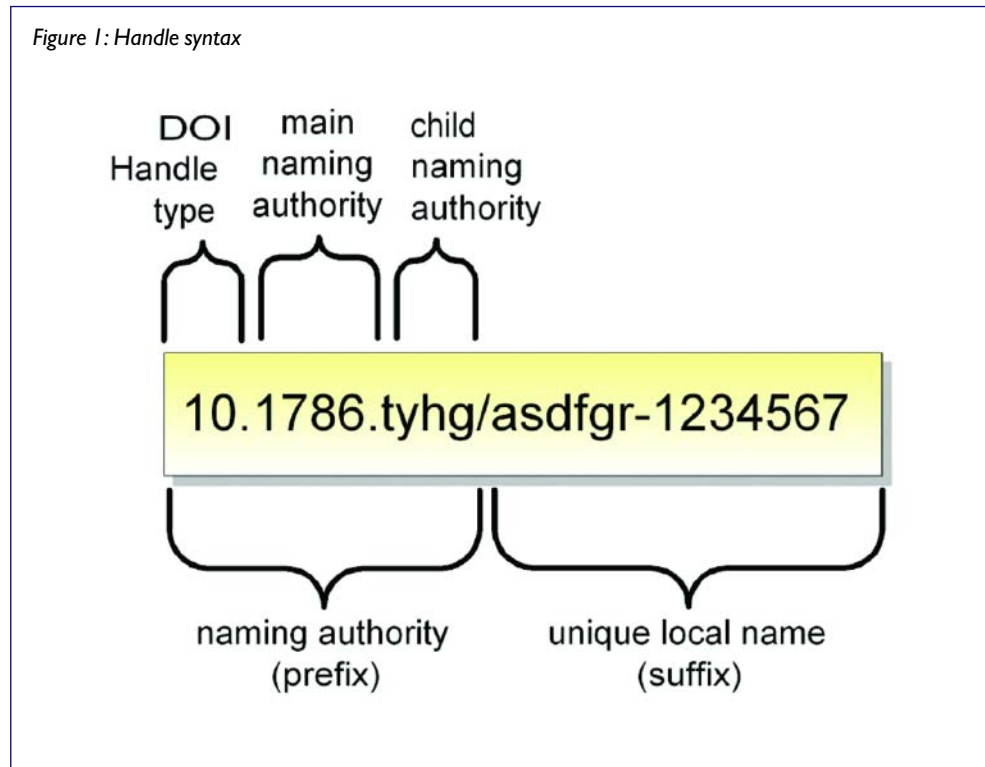 Figure 1: Handle syntax
DOI
Handle
type
main
naming
authority
child
naming
authority
10.1786.tyhg/asdfgr-1234567
naming authority
(prefix)
unique local name
(suffix)